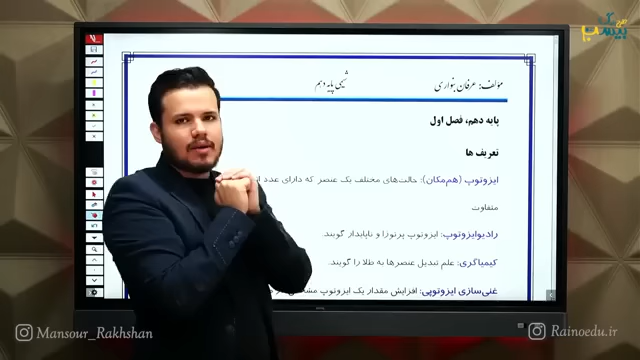 مؤلف: عرفان بنواری
شیمی پایه دهم
پایه دهم، فصل اول
تعریف ها
ایزوتوپ (هم‌مکان): حالت‌های مختلف یک عنصر که دارای عدد
متفاوت
رادیوایزوتوپ: ایزوتوپ پرتوزا و ناپایدار گویند.
کیمیاگری: علم تبدیل عنصرها به طلا را گویند.
غنی‌سازی ایزوتوپی: افزایش مقدار یک ایزوتوپ
Mansour_Rakhshan
Rainoedu.ir